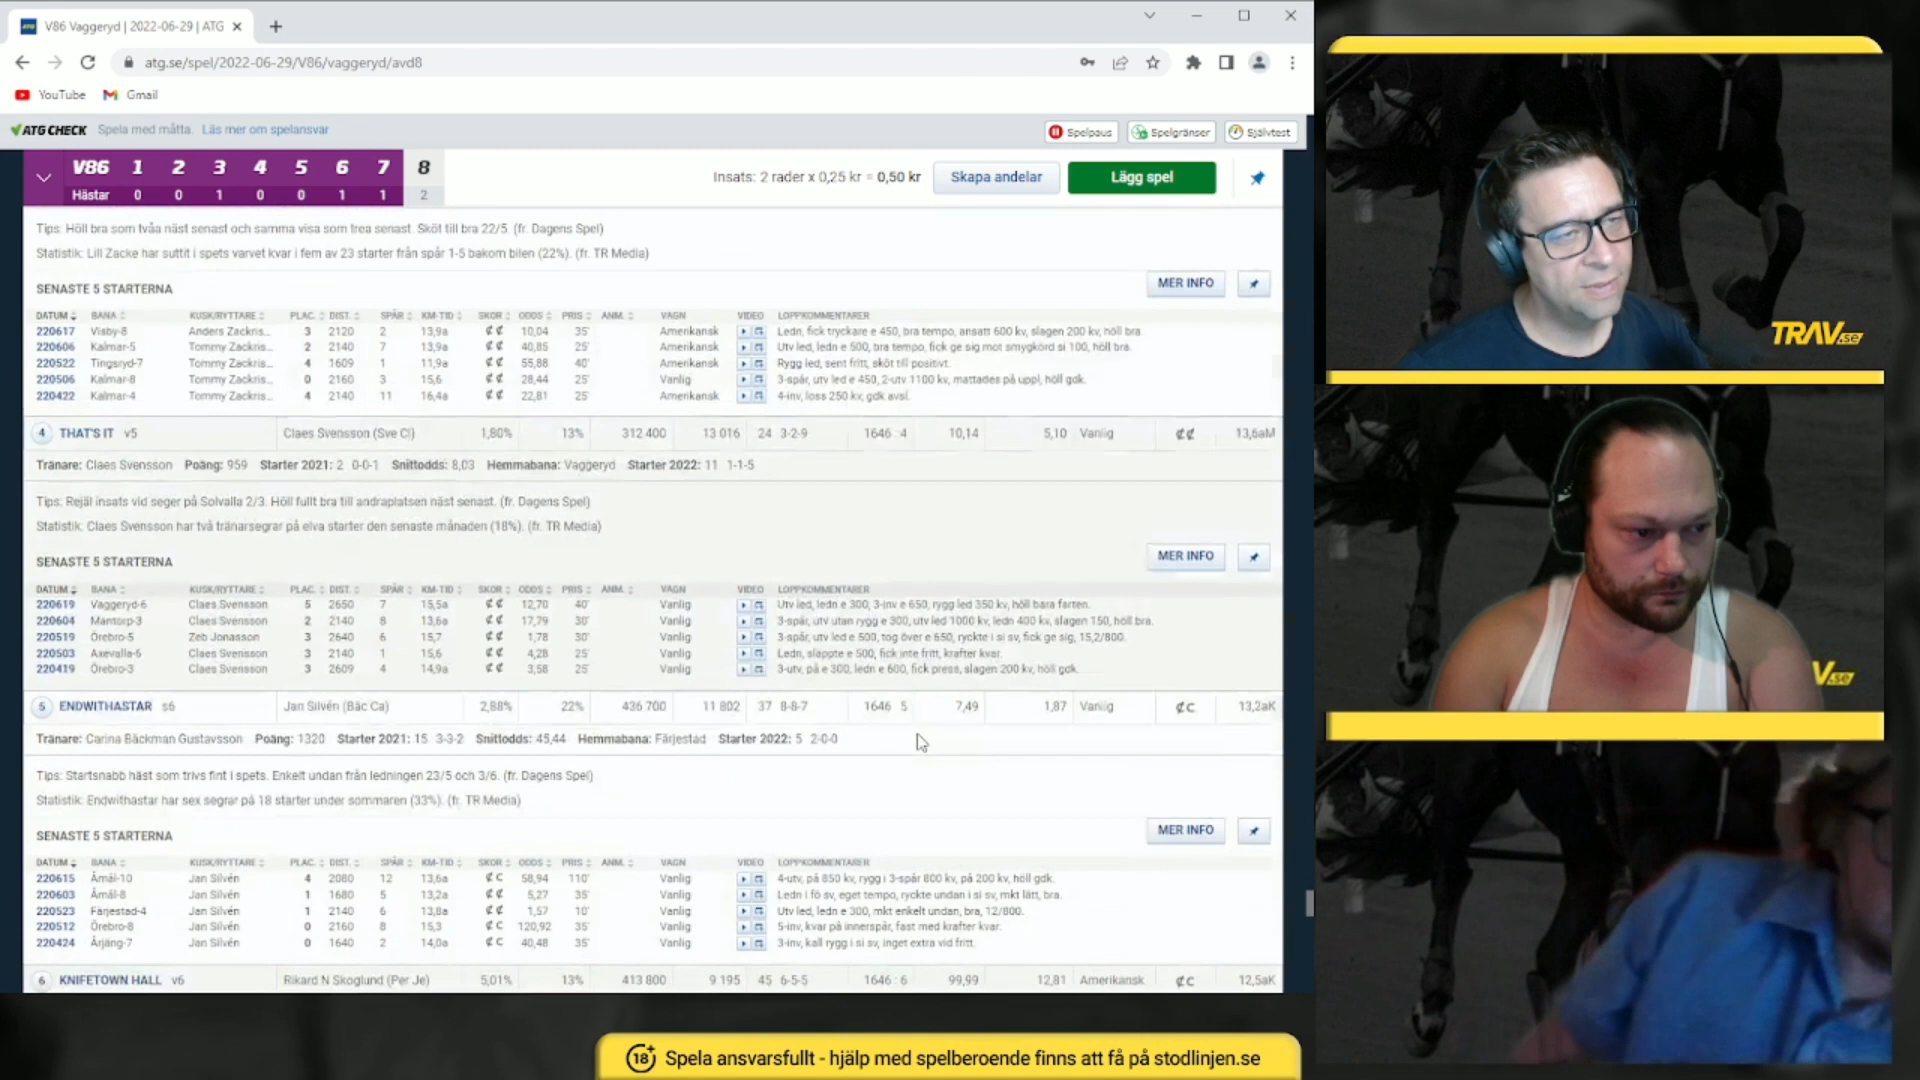 V86 Vaggeryd | 2022-06-29 | ATG
atg.se/spel/2022-06-29/V86/vaggeryd/avd8
YouTube Gmail
ATG CHECK Spela med måtta. Läs mer om spelansvar Spelpaus Spelgränser Självtest
V86 1 2 3 4 5 6 7 8
Hästar 0 0 1 0 0 1 1 2
Insats: 2 rader x 0,25 kr = 0,50 kr Skapa andelar Lägg spel
Tips: Höll bra som tvåa näst senast och samma visa som trea senast. Sköt till bra 22/5. (fr. Dagens Spel)
Statistik: Lill Zacke har suttit i spets varvet kvar i fem av 23 starter från spår 1-5 bakom bilen (22%). (fr. TR Media)
SENASTE 5 STARTERNA MER INFO
DATUM BANA KUSK/RYTTARE PLAC. DIST. SPÅR KM-TID SKOR ODDS PRIS ANM. VAGN VIDEO LOPPKOMMENTARER
220617 Visby-8 Anders Zackris... 3 2120 2 13,9a ₵ ₵ 10,04 35' Amerikansk Ledn, fick tryckare e 450, bra tempo, ansatt 600 kv, slagen 200 kv, höll bra.
220606 Kalmar-5 Tommy Zackris... 2 2140 7 13,9a ₵ ₵ 40,85 25' Amerikansk Utv led, ledn e 500, bra tempo, fick ge sig mot smygkörd si 100, höll bra.
220522 Tingsryd-7 Tommy Zackris... 4 1609 1 11,9a ₵ ₵ 55,88 40' Amerikansk Rygg led, sent fritt, sköt till positivt.
220506 Kalmar-8 Tommy Zackris... 0 2160 3 15,6 ₵ ₵ 28,44 25' Vanlig 3-spår, utv led e 450, 2-utv 1100 kv, mattades på uppl, höll gdk.
220422 Kalmar-4 Tommy Zackris... 4 2140 11 16,4a ₵ ₵ 22,81 25' Amerikansk 4-inv, loss 250 kv, gdk avsl.
4 THAT'S IT v5 Claes Svensson (Sve Cl) 1,80% 13% 312 400 13 016 24 3-2-9 1646 : 4 10,14 5,10 Vanlig ₵₵ 13,6aM
Tränare: Claes Svensson Poäng: 959 Starter 2021: 2 0-0-1 Snittodds: 8,03 Hemmabana: Vaggeryd Starter 2022: 11 1-1-5
Tips: Rejäl insats vid seger på Solvalla 2/3. Höll fullt bra till andraplatsen näst senast. (fr. Dagens Spel)
Statistik: Claes Svensson har två tränarsegrar på elva starter den senaste månaden (18%). (fr. TR Media)
SENASTE 5 STARTERNA MER INFO
DATUM BANA KUSK/RYTTARE PLAC. DIST. SPÅR KM-TID SKOR ODDS PRIS ANM. VAGN VIDEO LOPPKOMMENTARER
220619 Vaggeryd-6 Claes Svensson 5 2650 7 15,5a ₵ ₵ 12,70 40' Vanlig Utv led, ledn e 300, 3-inv e 650, rygg led 350 kv, höll bara farten.
220604 Mantorp-3 Claes Svensson 2 2140 8 13,6a ₵ ₵ 17,79 30' Vanlig 3-spår, utv utan rygg e 300, utv led 1000 kv, ledn 400 kv, slagen 150, höll bra.
220519 Örebro-5 Zeb Jonasson 3 2640 6 15,7 ₵ ₵ 1,78 30' Vanlig 3-spår, utv led e 500, tog över e 650, ryckte i si sv, fick ge sig, 15,2/800.
220503 Axevalla-6 Claes Svensson 3 2140 1 15,6 ₵ ₵ 4,28 25' Vanlig Ledn, släppte e 500, fick inte fritt, krafter kvar.
220419 Örebro-3 Claes Svensson 3 2609 4 14,9a ₵ ₵ 3,58 25' Vanlig 3-utv, på e 300, ledn e 600, fick press, slagen 200 kv, höll gdk.
5 ENDWITHASTAR s6 Jan Silvén (Bäc Ca) 2,88% 22% 436 700 11 802 37 8-8-7 1646 5 7,49 1,87 Vanlig ₵C 13,2aK
Tränare: Carina Bäckman Gustavsson Poäng: 1320 Starter 2021: 15 3-3-2 Snittodds: 45,44 Hemmabana: Färjestad Starter 2022: 5 2-0-0
Tips: Startsnabb häst som trivs fint i spets. Enkelt undan från ledningen 23/5 och 3/6. (fr. Dagens Spel)
Statistik: Endwithastar har sex segrar på 18 starter under sommaren (33%). (fr. TR Media)
SENASTE 5 STARTERNA MER INFO
DATUM BANA KUSK/RYTTARE PLAC. DIST. SPÅR KM-TID SKOR ODDS PRIS ANM. VAGN VIDEO LOPPKOMMENTARER
220615 Åmål-10 Jan Silvén 4 2080 12 13,6a ₵ C 58,94 110' Vanlig 4-utv, på 850 kv, rygg i 3-spår 800 kv, på 200 kv, höll gdk.
220603 Åmål-8 Jan Silvén 1 1680 5 13,2a ₵ ₵ 5,27 35' Vanlig Ledn i fö sv, eget tempo, ryckte undan i si sv, mkt lätt, bra.
220523 Färjestad-4 Jan Silvén 1 2140 6 13,8a ₵ ₵ 1,57 10' Vanlig Utv led, ledn e 300, mkt enkelt undan, bra, 12/800.
220512 Örebro-8 Jan Silvén 0 2160 8 15,3 ₵ C 120,92 35' Vanlig 5-inv, kvar på innerspår, fast med krafter kvar.
220424 Årjäng-7 Jan Silvén 0 1640 2 14,0a ₵ C 40,48 35' Vanlig 3-inv, kall rygg i si sv, inget extra vid fritt.
6 KNIFETOWN HALL v6 Rikard N Skoglund (Per Je) 5,01% 13% 413 800 9 195 45 6-5-5 1646 : 6 99,99 12,81 Amerikansk ₵C 12,5aK
TRAV.SE
V.SE
18+ Spela ansvarsfullt - hjälp med spelberoende finns att få på stodlinjen.se